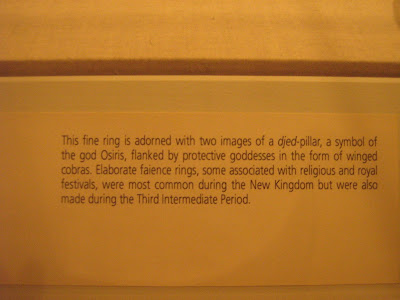 This fine ring is adorned with two images of a djed-pillar, a symbol of
the god Osiris, flanked by protective goddesses in the form of winged
cobras. Elaborate faience rings, some associated with religious and royal
festivals, were most common during the New Kingdom but were also
made during the Third Intermediate Period.